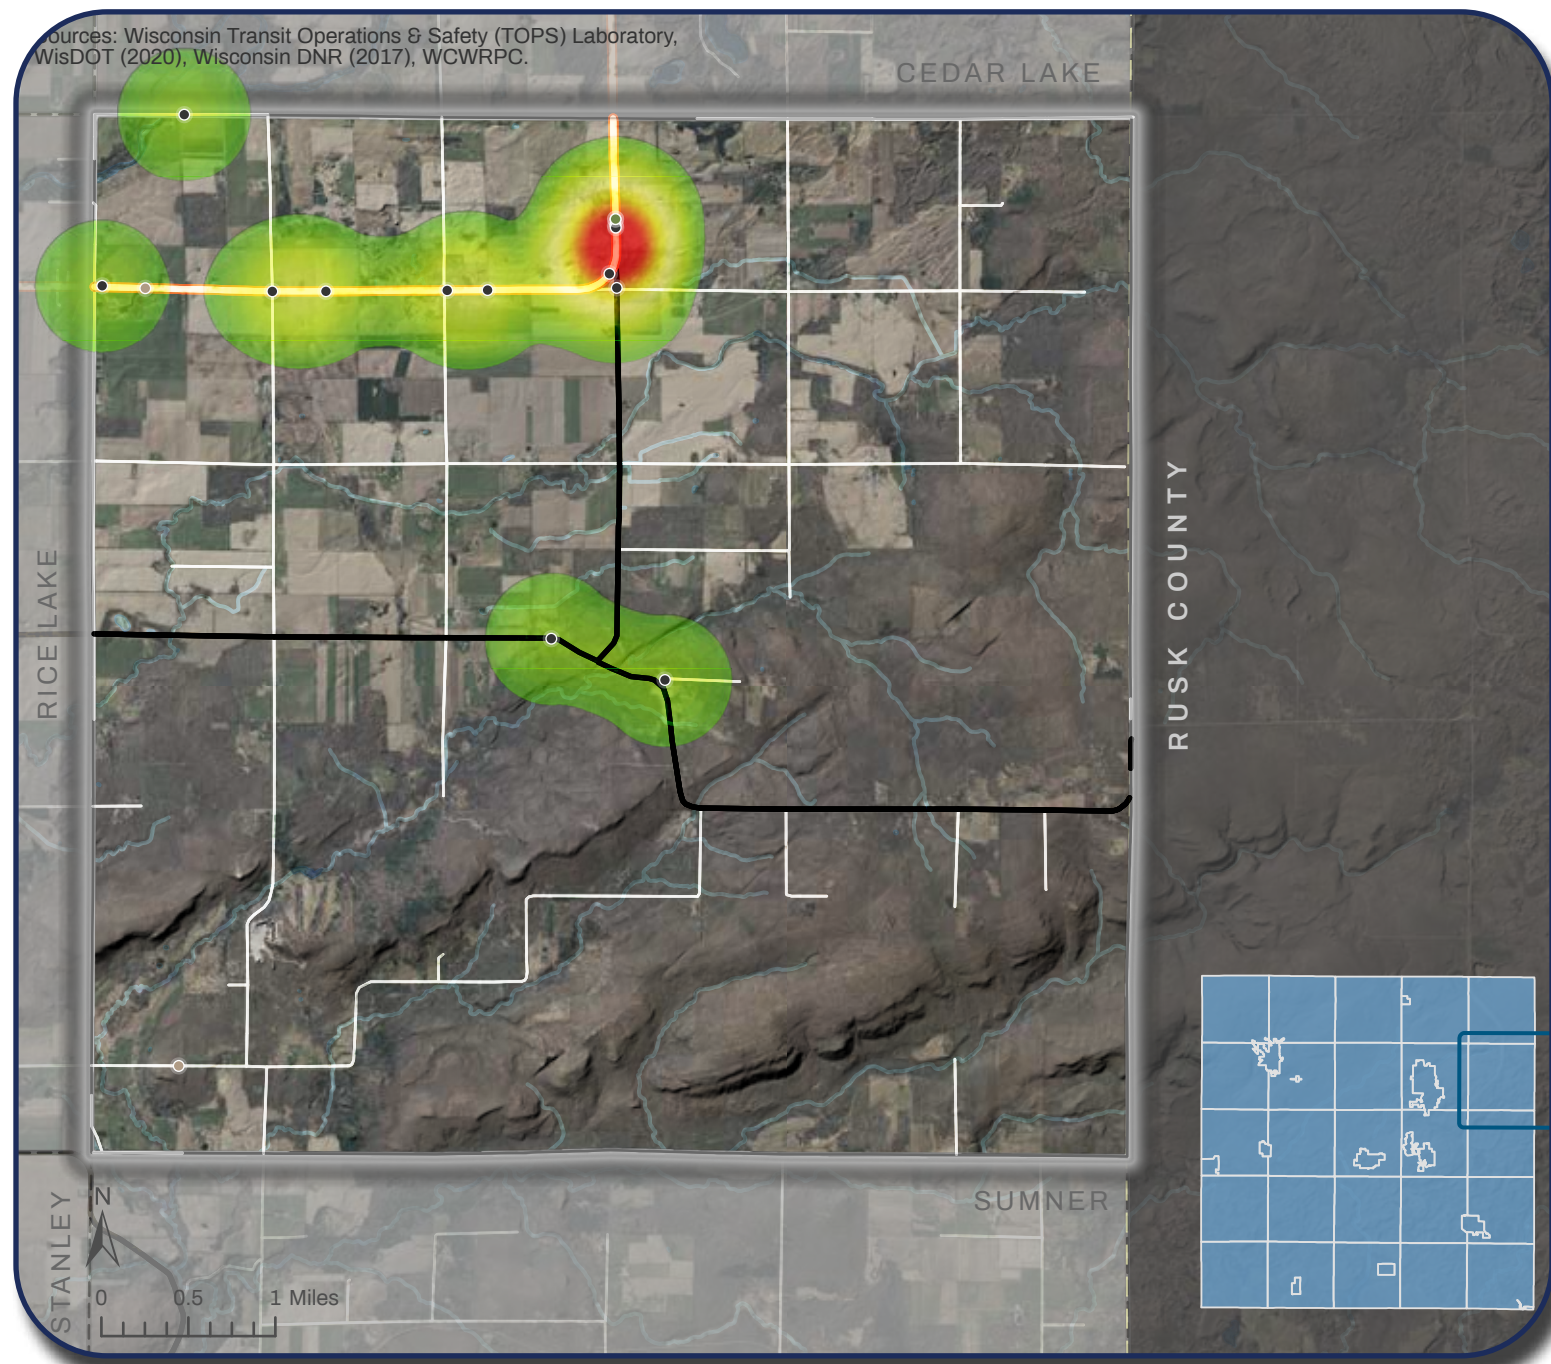 ources: Wisconsin Transit Operations & Safety (TOPS) Laboratory,
WisDOT (2020), Wisconsin DNR (2017), WCWRPC.
CEDAR LAKE
RICE LAKE
RUSK COUNTY
STANLEY
SUMNER
N
0 0.5 1 Miles